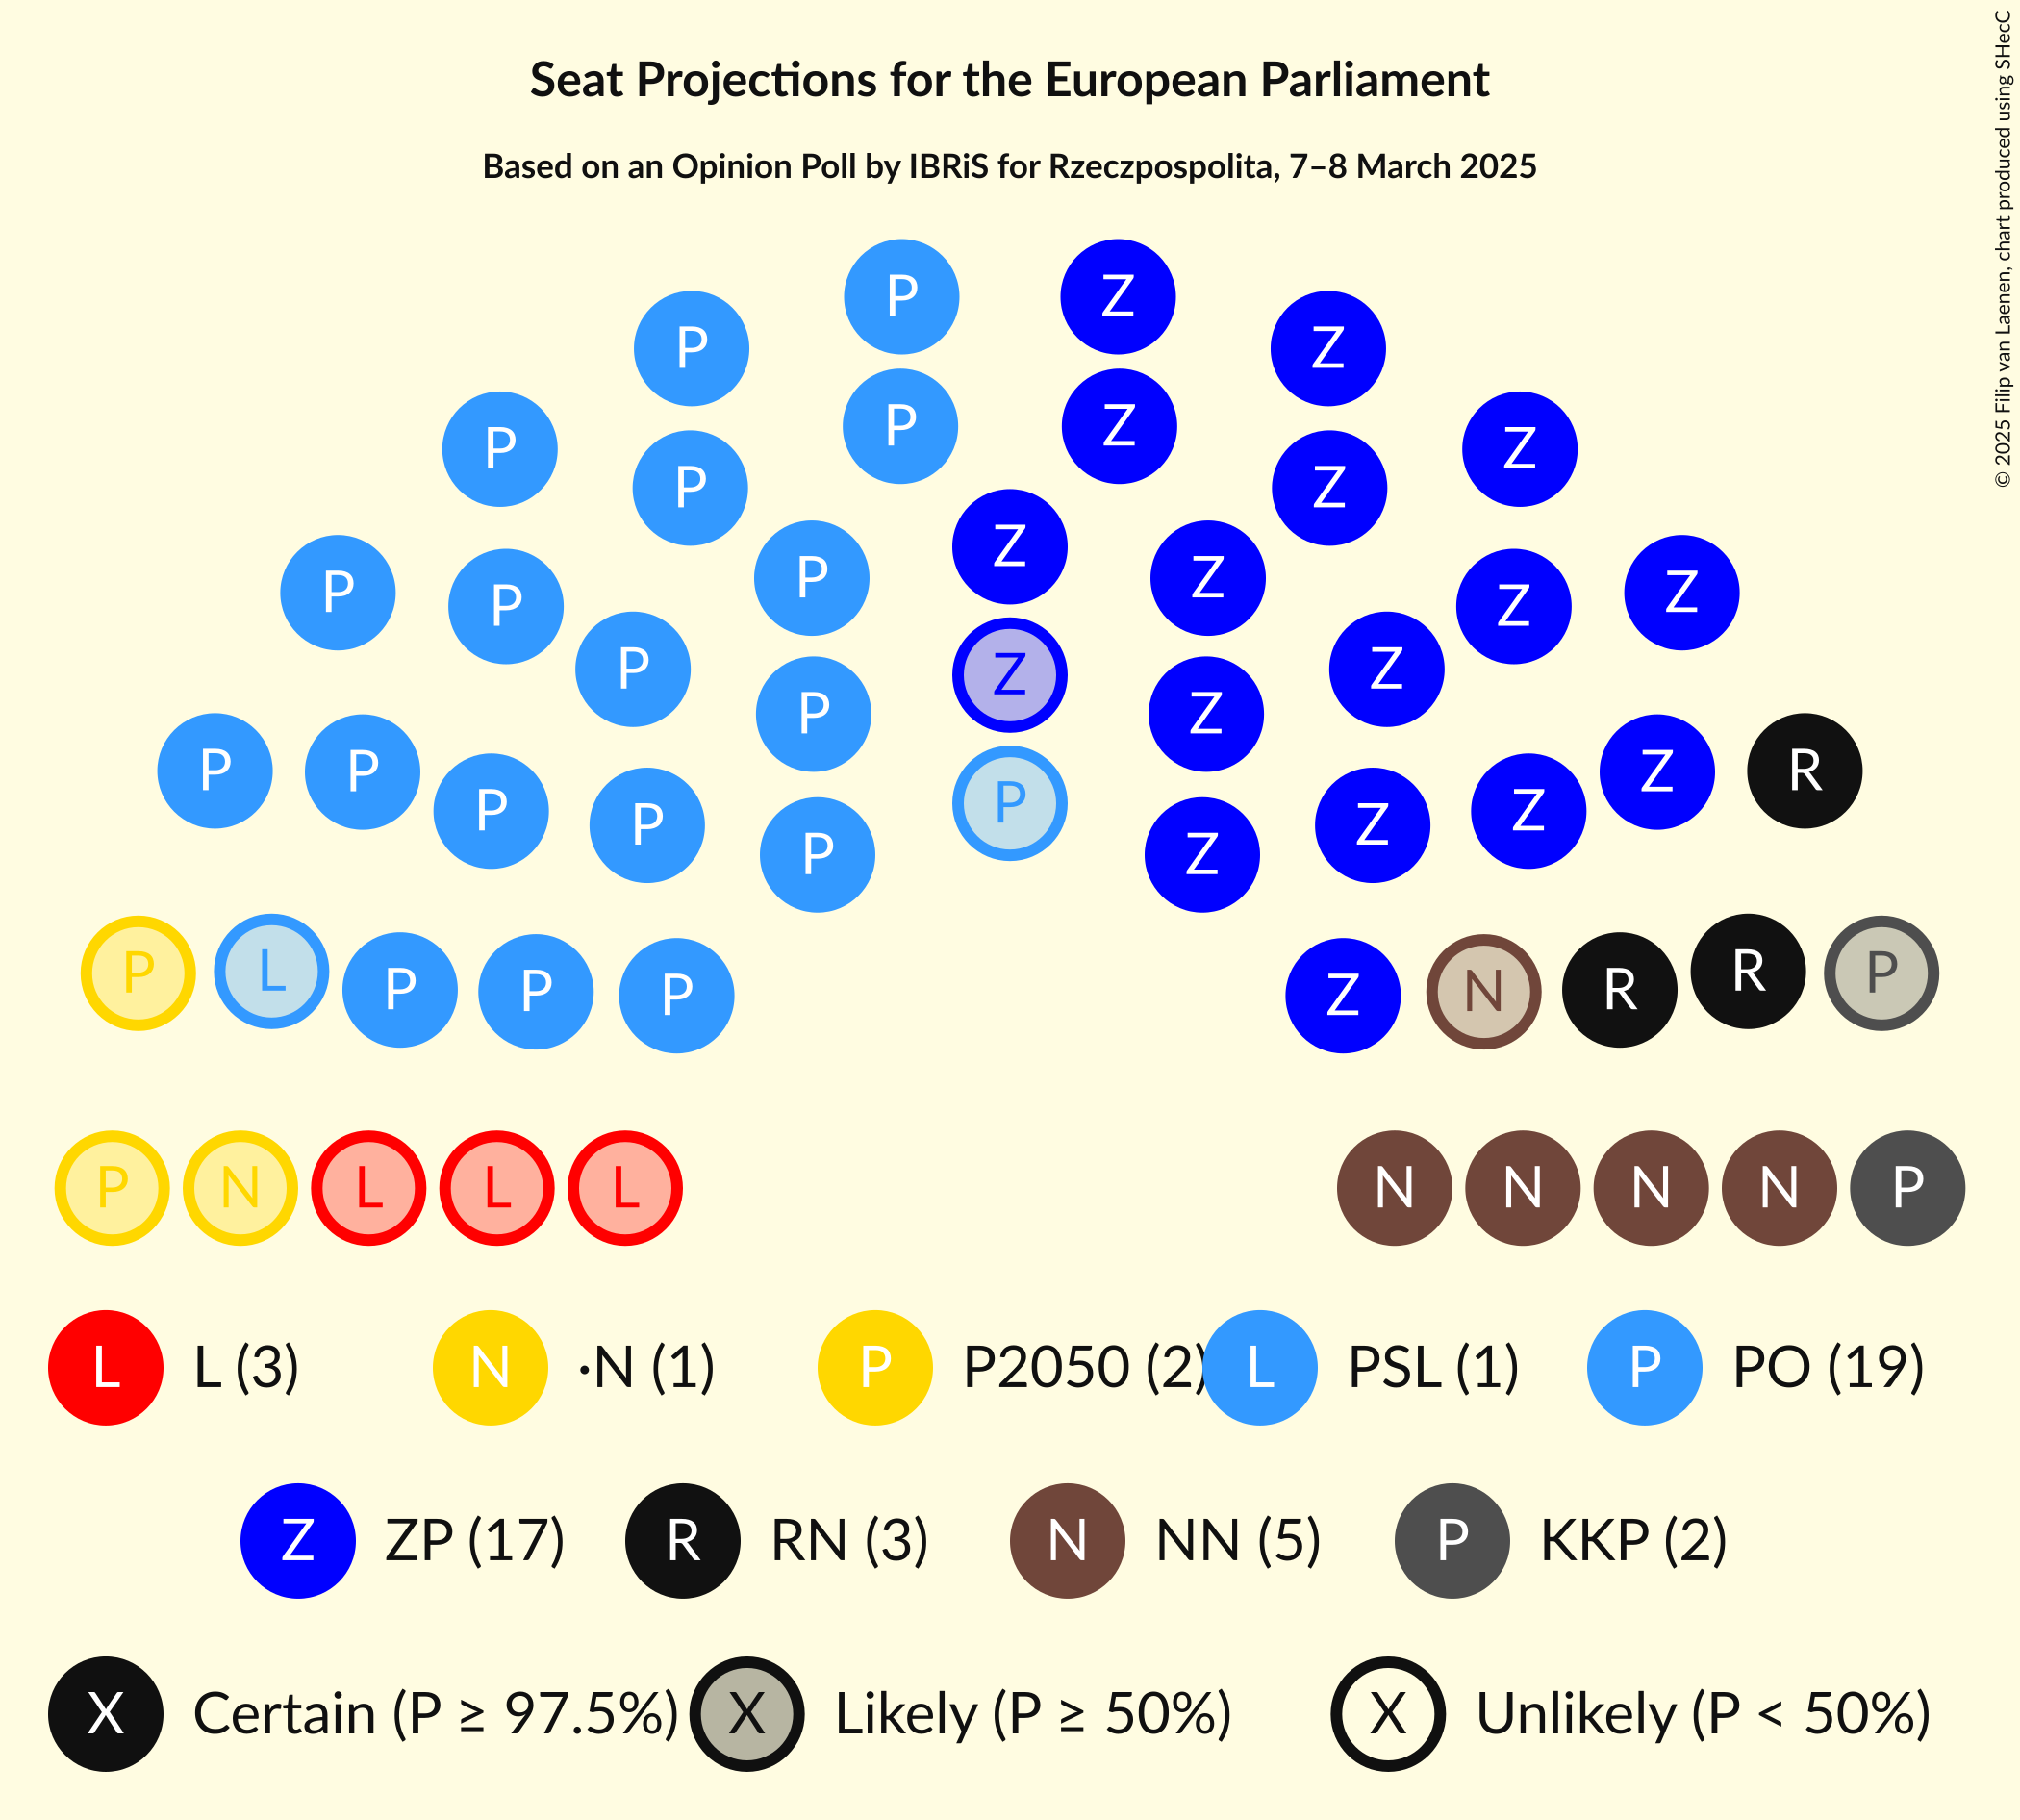 Seat Projections for the European Parliament
Based on an Opinion Poll by IBRiS for Rzeczpospolita, 7–8 March 2025
© 2025 Filip van Laenen, chart produced using SHecC
P Z
P Z
P Z
P Z
P Z
P Z
Z
P Z
P P Z Z
P Z
Z
P Z
P P Z R
P
P Z
P Z
P Z
P L P P P Z N R R P
P N L L L N N N N P
L L (3) N ·N (1) P P2050 (2) L PSL (1) P PO (19)
Z ZP (17) R RN (3) N NN (5) P KKP (2)
X Certain (P ≥ 97.5%) X Likely (P ≥ 50%) X Unlikely (P < 50%)